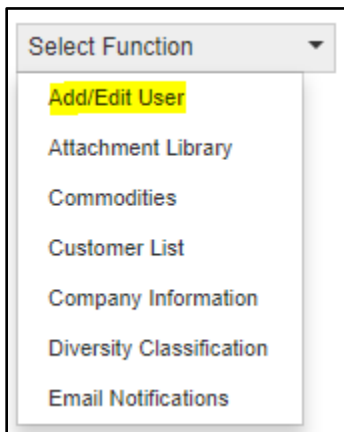 Select Function
Add/Edit User
Attachment Library
Commodities
Customer List
Company Information
Diversity Classification
Email Notifications